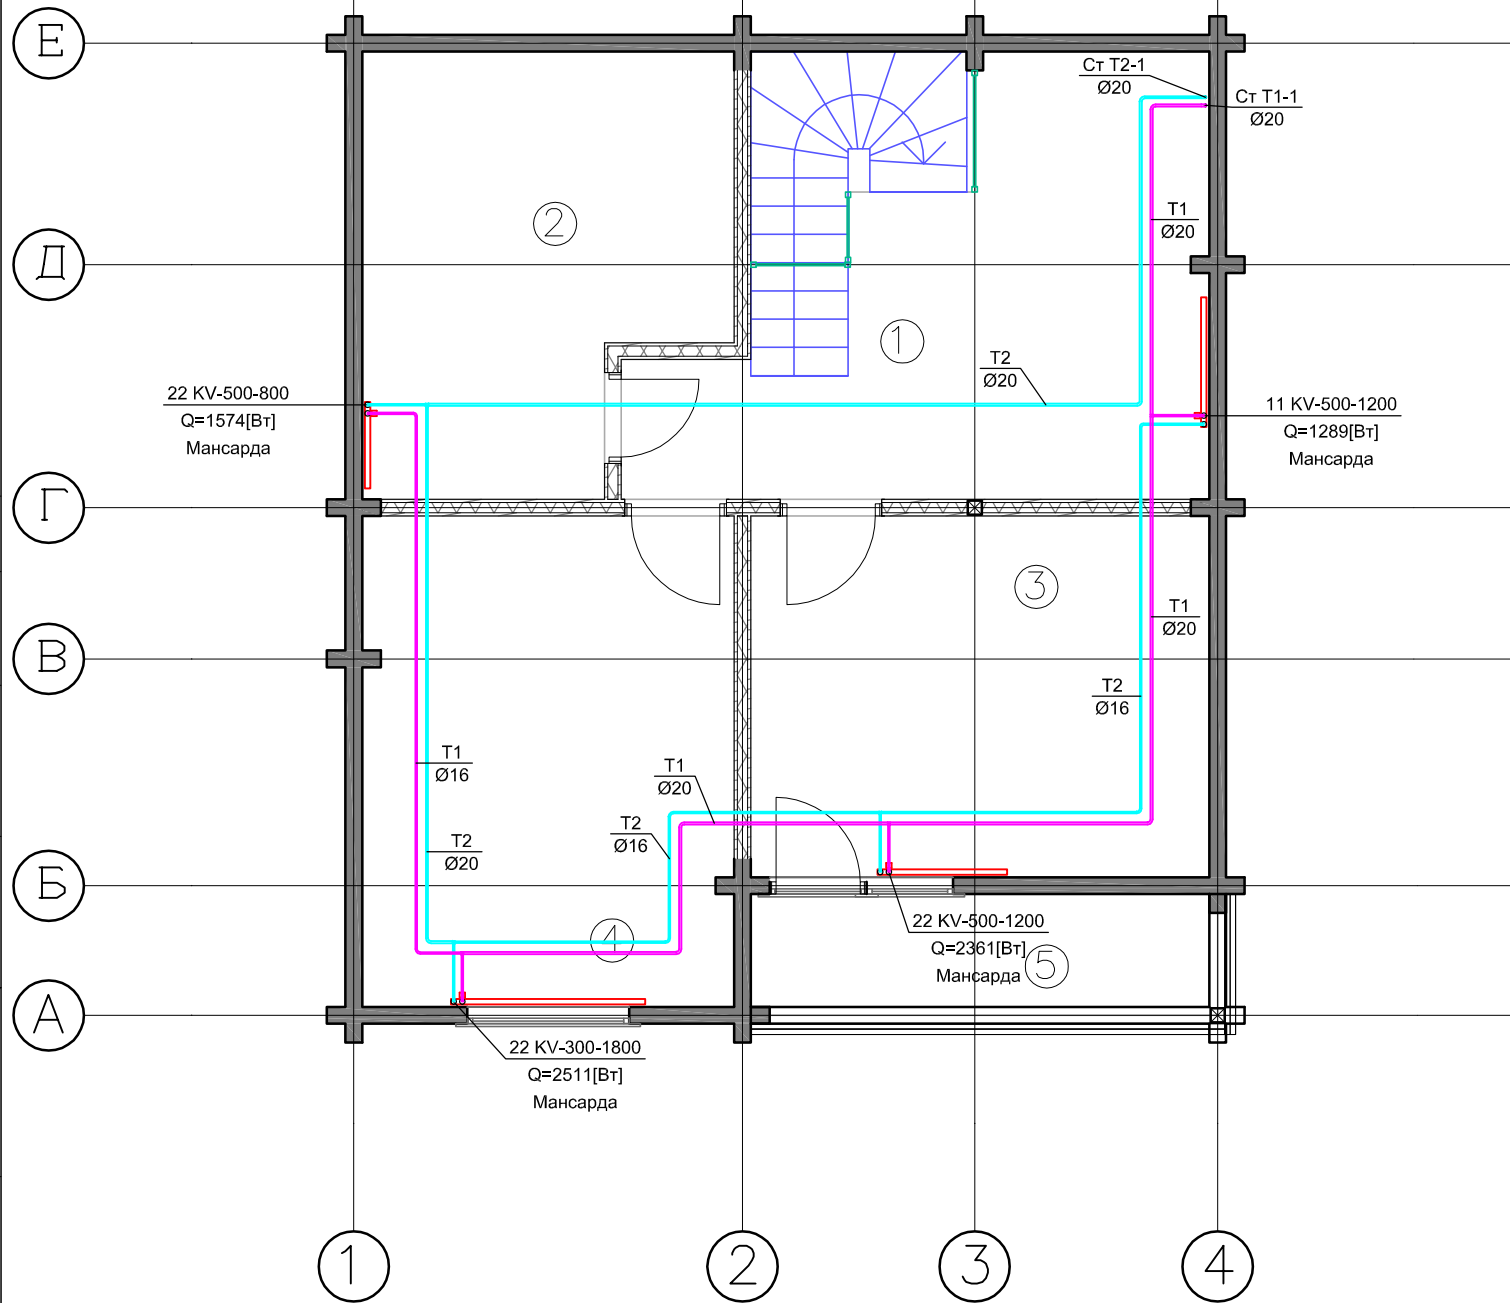 Е
Ст Т2-1
Ø20
Ст Т1-1
Ø20
Т1
Ø20
2
Д
1
Т2
Ø20
22 KV-500-800
Q=1574[Вт]
Мансарда
11 KV-500-1200
Q=1289[Вт]
Мансарда
Г
3
Т1
Ø20
В
Т2
Ø16
Т1
Ø16
Т1
Ø20
Т2
Ø16
Т2
Ø20
Б
4
22 KV-500-1200
Q=2361[Вт]
Мансарда
5
А
22 KV-300-1800
Q=2511[Вт]
Мансарда
1
2
3
4